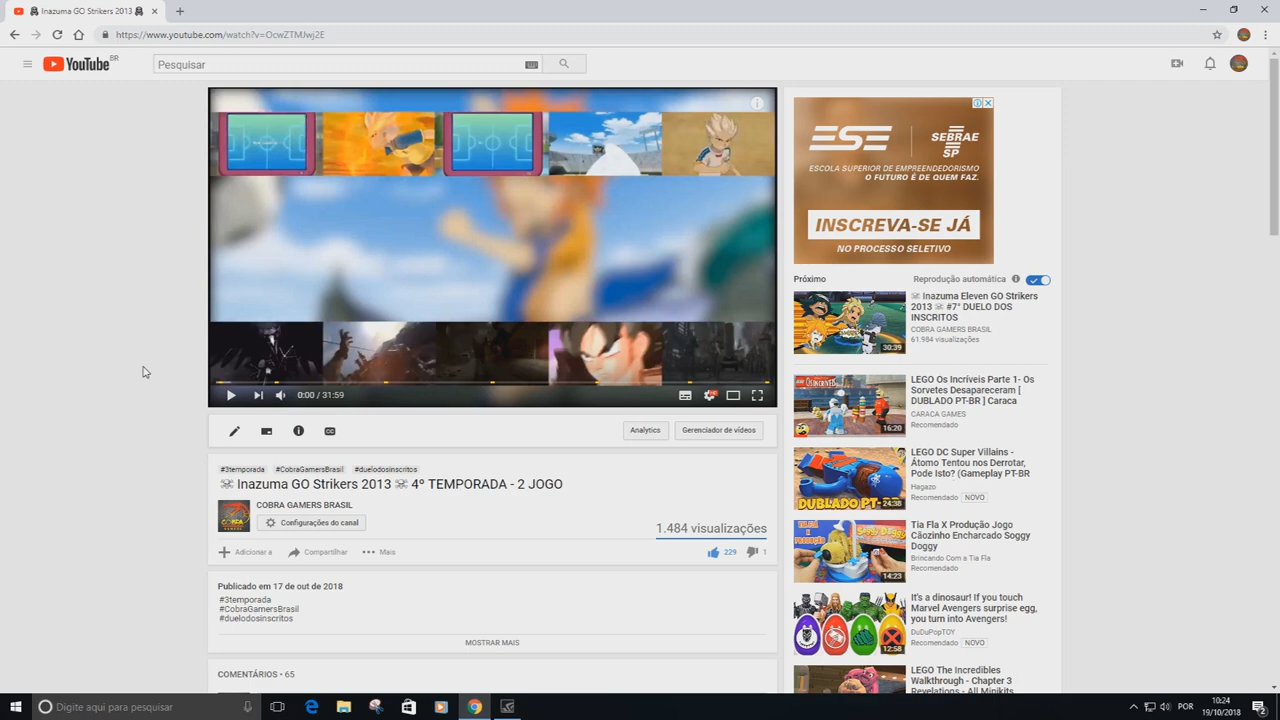 Inazuma GO Strikers 2013
https://www.youtube.com/watch?v=OcwZTMJwj2E
YouTube BR
Pesquisar
0:00 / 31:59
Analytics
Gerenciador de vídeos
#3temporada #CobraGamersBrasil #duelodosinscritos
Inazuma GO Strikers 2013 4º TEMPORADA - 2 JOGO
COBRA GAMERS BRASIL
Configurações do canal
1.484 visualizações
Adicionar a
Compartilhar
Mais
229
1
Publicado em 17 de out de 2018
#3temporada
#CobraGamersBrasil
#duelodosinscritos
MOSTRAR MAIS
COMENTÁRIOS • 65
ESE
SEBRAE
SP
ESCOLA SUPERIOR DE EMPREENDEDORISMO
O FUTURO É DE QUEM FAZ.
INSCREVA-SE JÁ
NO PROCESSO SELETIVO
Próximo
Reprodução automática
Inazuma Eleven GO Strikers
2013 #7° DUELO DOS
INSCRITOS
COBRA GAMERS BRASIL
61.984 visualizações
30:39
LEGO Os Incríveis Parte 1- Os
Sorvetes Desapareceram [
DUBLADO PT-BR ] Caraca
CARACA GAMES
Recomendado
16:20
LEGO DC Super Villains -
Átomo Tentou nos Derrotar,
Pode Isto? (Gameplay PT-BR
Hagazo
Recomendado NOVO
DUBLADO PT-BR
24:38
Tia Fla X Produção Jogo
Cãozinho Encharcado Soggy
Doggy
Brincando Com a Tia Fla
Recomendado
14:23
It's a dinosaur! If you touch
Marvel Avengers surprise egg,
you turn into Avengers!
DuDuPopTOY
Recomendado NOVO
12:58
LEGO The Incredibles
Walkthrough - Chapter 3
Revelations - All Minikits
Digite aqui para pesquisar
POR
10:24
19/10/2018
2